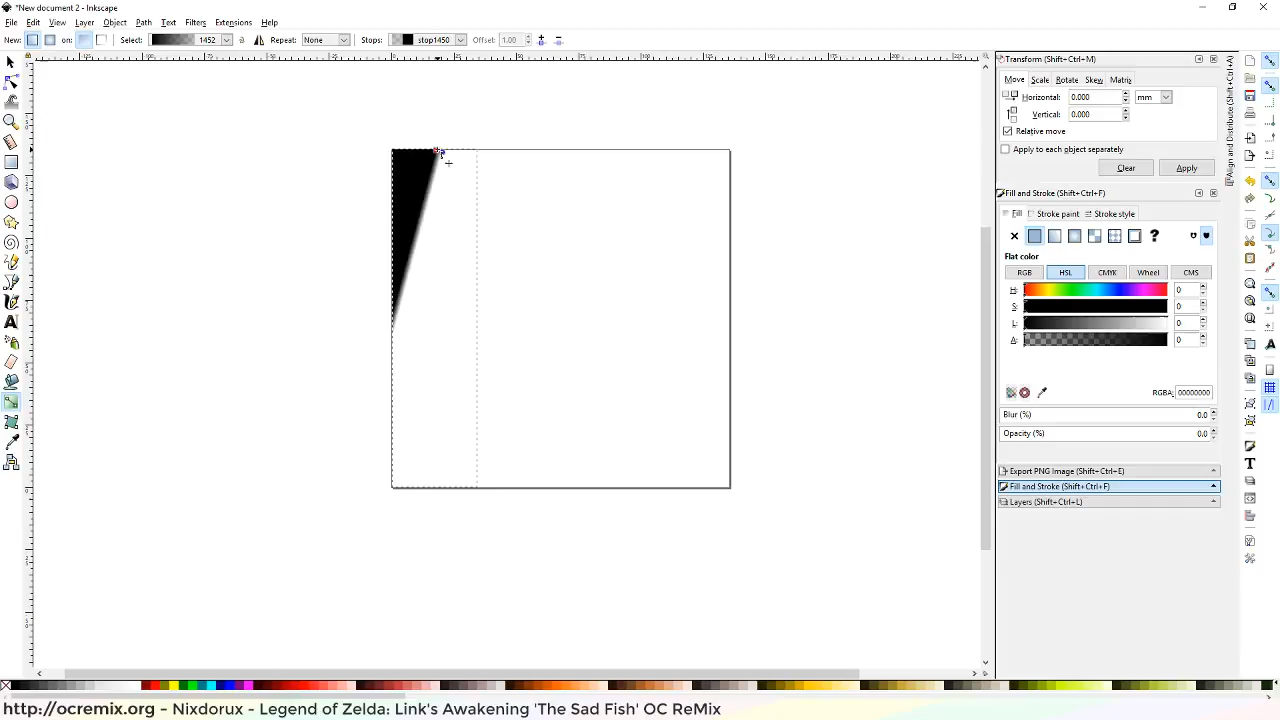 *New document 2 - Inkscape
File Edit View Layer Object Path Text Filters Extensions Help
New: on: Select: 1452 Repeat: None Stops: stop1450 Offset: 1.00
Transform (Shift+Ctrl+M)
Move Scale Rotate Skew Matrix
Horizontal: 0.000 mm
Vertical: 0.000
Relative move
Apply to each object separately
Clear Apply
Align and Distribute (Shift+Ctrl+A)
Fill and Stroke (Shift+Ctrl+F)
Fill Stroke paint Stroke style
Flat color
RGB HSL CMYK Wheel CMS
H: 0
S: 0
L: 0
A: 0
RGBA: 00000000
Blur (%) 0.0
Opacity (%) 0.0
Export PNG Image (Shift+Ctrl+E)
Fill and Stroke (Shift+Ctrl+F)
Layers (Shift+Ctrl+L)
http://ocremix.org - Nixdorux - Legend of Zelda: Link's Awakening 'The Sad Fish' OC ReMix